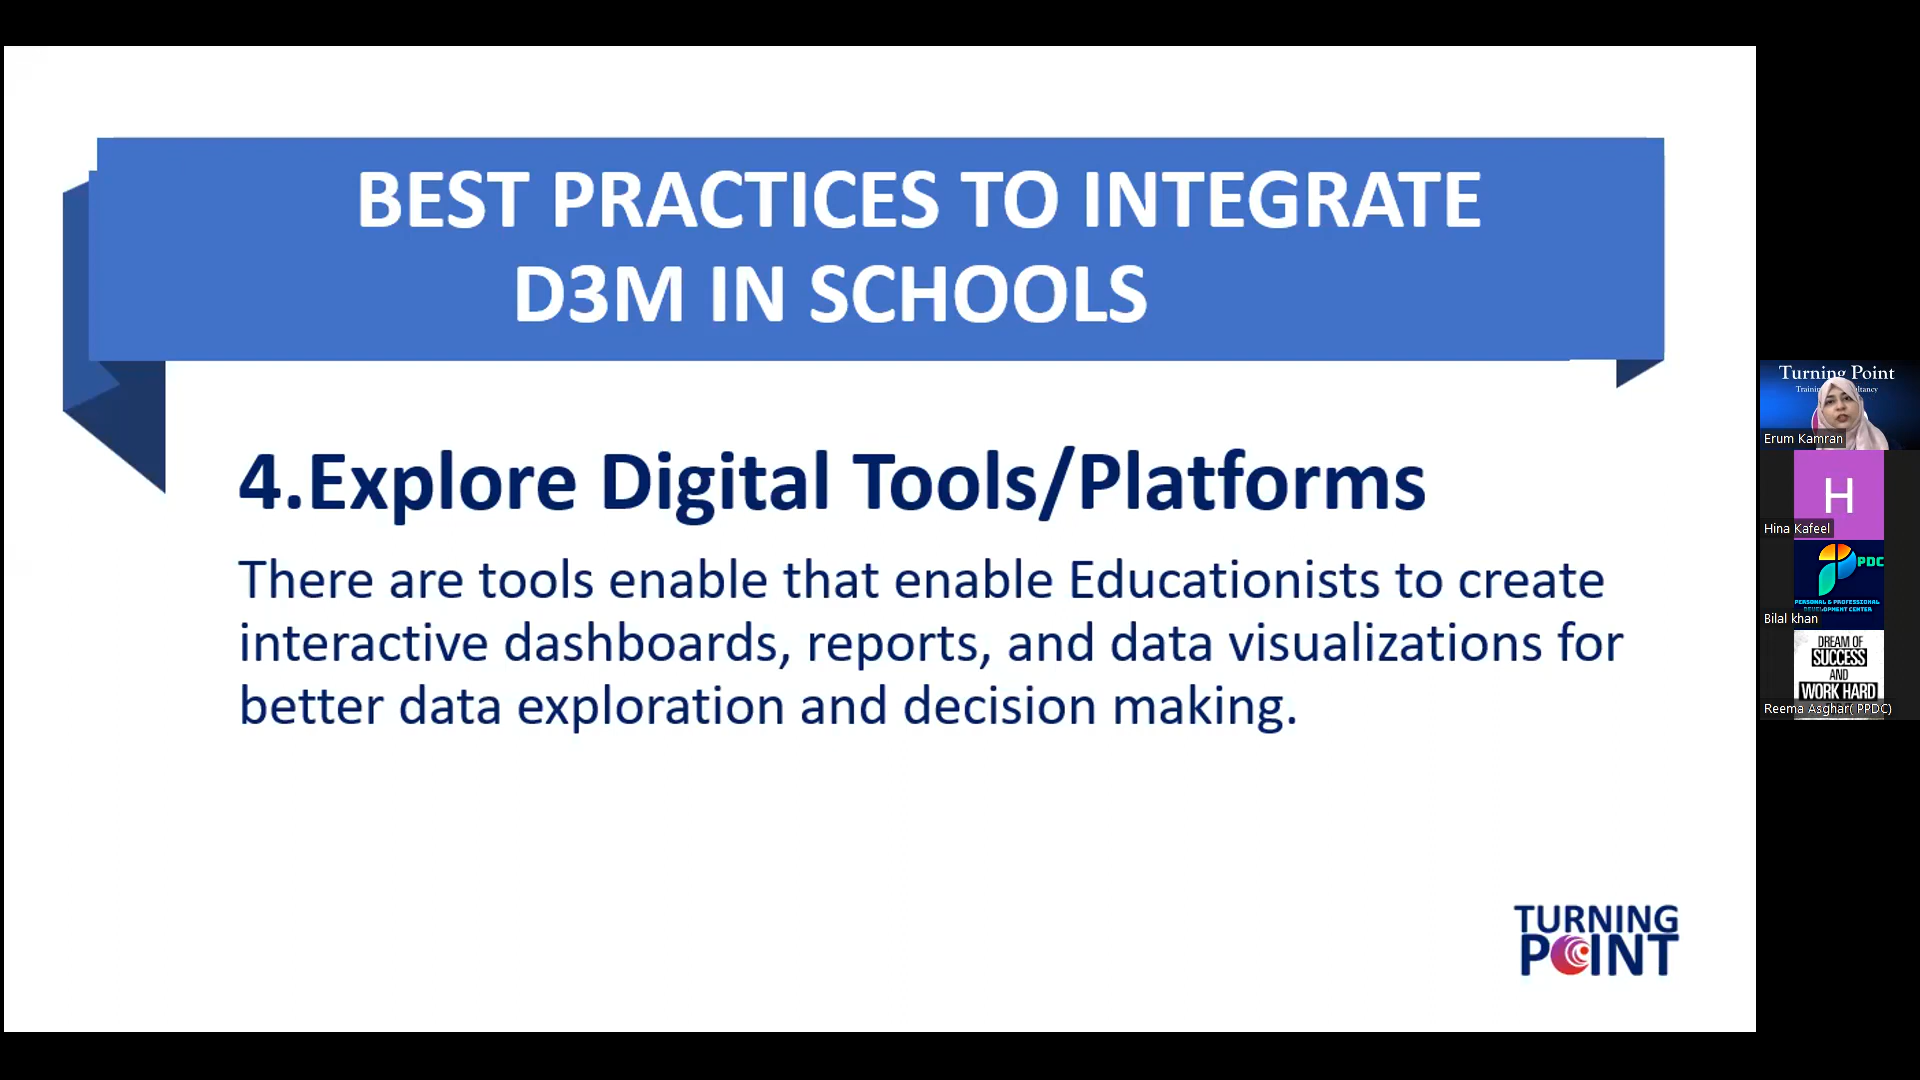 BEST PRACTICES TO INTEGRATE
D3M IN SCHOOLS
4.Explore Digital Tools/Platforms
There are tools enable that enable Educationists to create
interactive dashboards, reports, and data visualizations for
better data exploration and decision making.
TURNING
POINT
Turning Point
Erum Kamran
H
Hina Kafeel
PDC
PERSONAL & PROFESSIONAL
DEVELOPMENT CENTER
Bilal khan
DREAM OF
SUCCESS
AND
WORK HARD
Reema Asghar( PPDC)